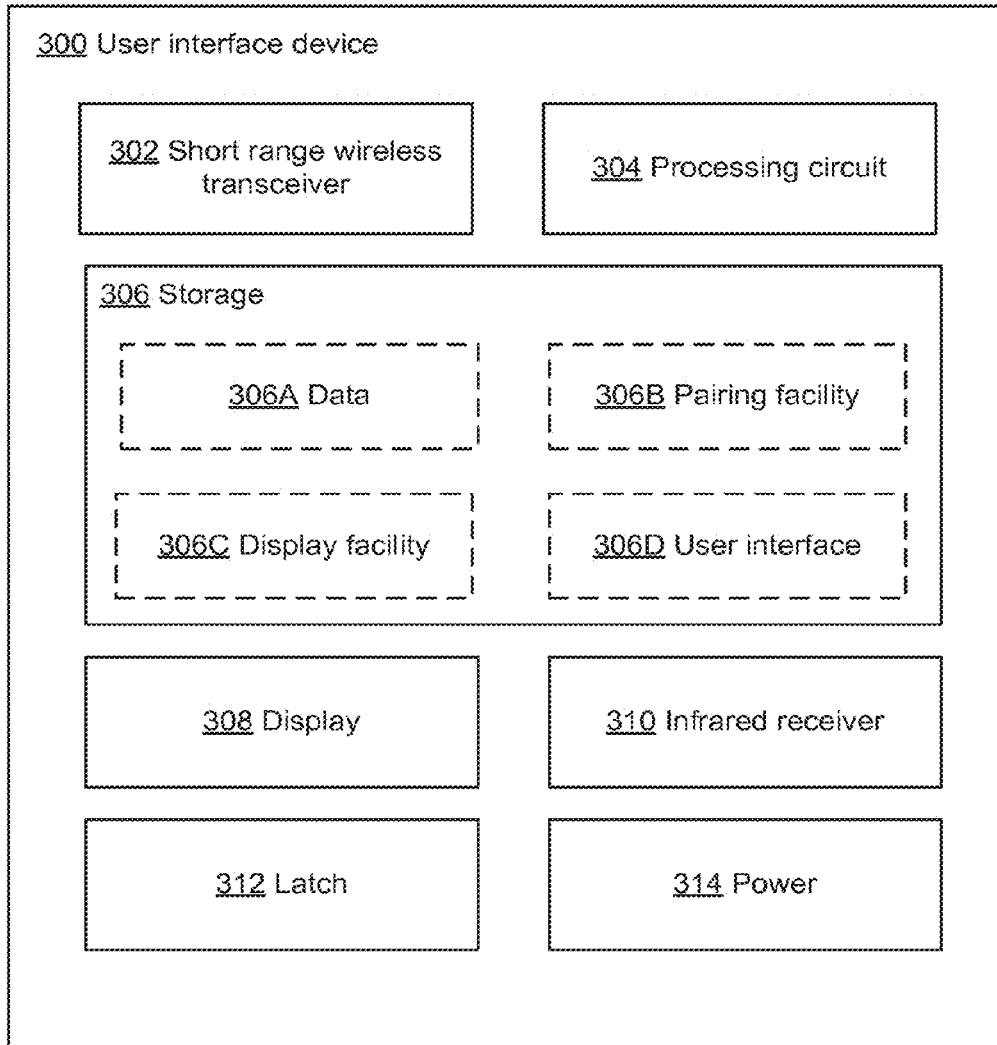 300 User interface device
302 Short range wireless
transceiver
304 Processing circuit
306 Storage
306A Data
306B Pairing facility
306C Display facility
306D User interface
308 Display
310 Infrared receiver
312 Latch
314 Power